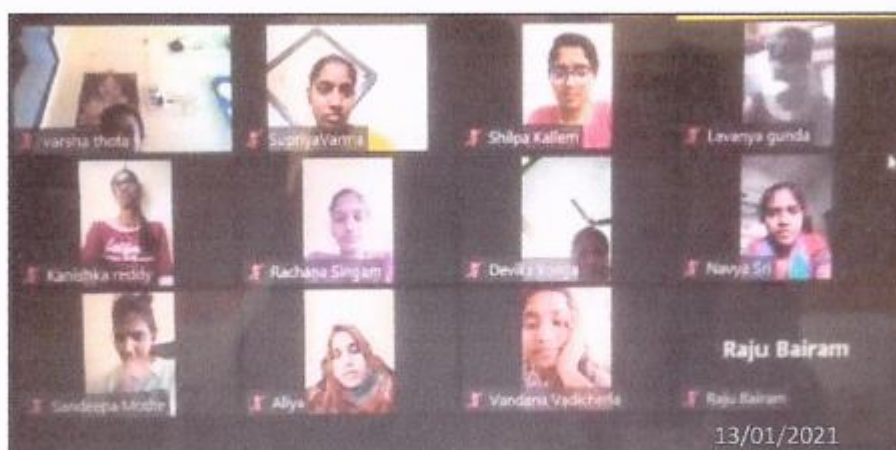 varsha thota
SupriyaVarma
Shilpa Kallem
Lavanya gunda
Kanishka reddy
Rachana Singam
Devika
Navya Sri
Sandeepa
Aliya
Vandana Vadicherla
Raju Bairam
Raju Bairam
13/01/2021